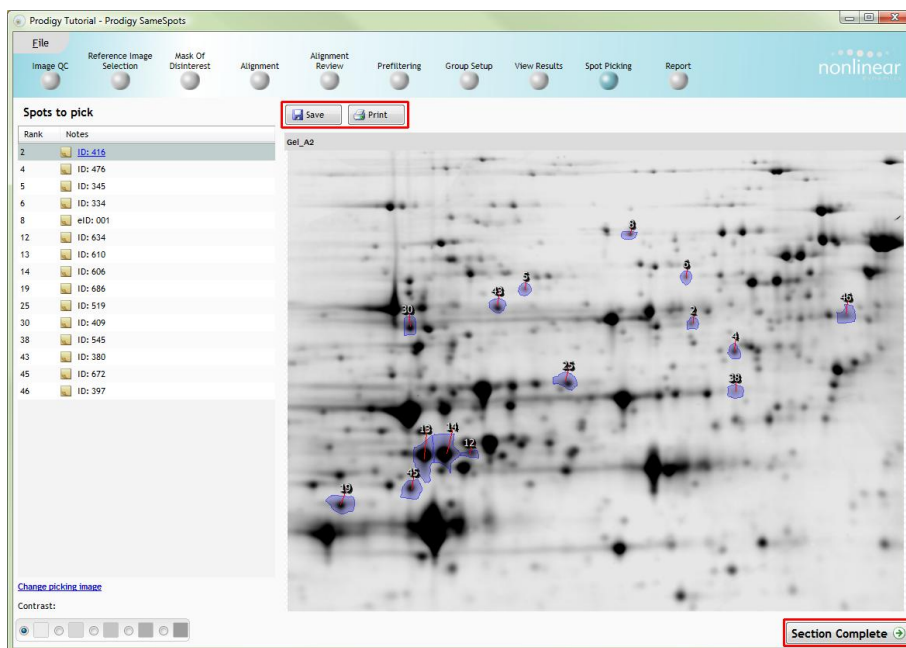 Prodigy Tutorial - Prodigy SameSpots
File
Image QC
Reference Image Selection
Mask Of Disinterest
Alignment
Alignment Review
Prefiltering
Group Setup
View Results
Spot Picking
Report
nonlinear
Spots to pick
Save
Print
Rank Notes
Gel_A2
2 ID: 416
4 ID: 476
5 ID: 345
6 ID: 334
8 eID: 001
12 ID: 634
13 ID: 610
14 ID: 606
19 ID: 686
25 ID: 519
30 ID: 409
38 ID: 545
43 ID: 380
45 ID: 672
46 ID: 397
8
6
5
43
46
30
2
4
25
38
13
14
12
45
19
Change picking image
Contrast:
Section Complete